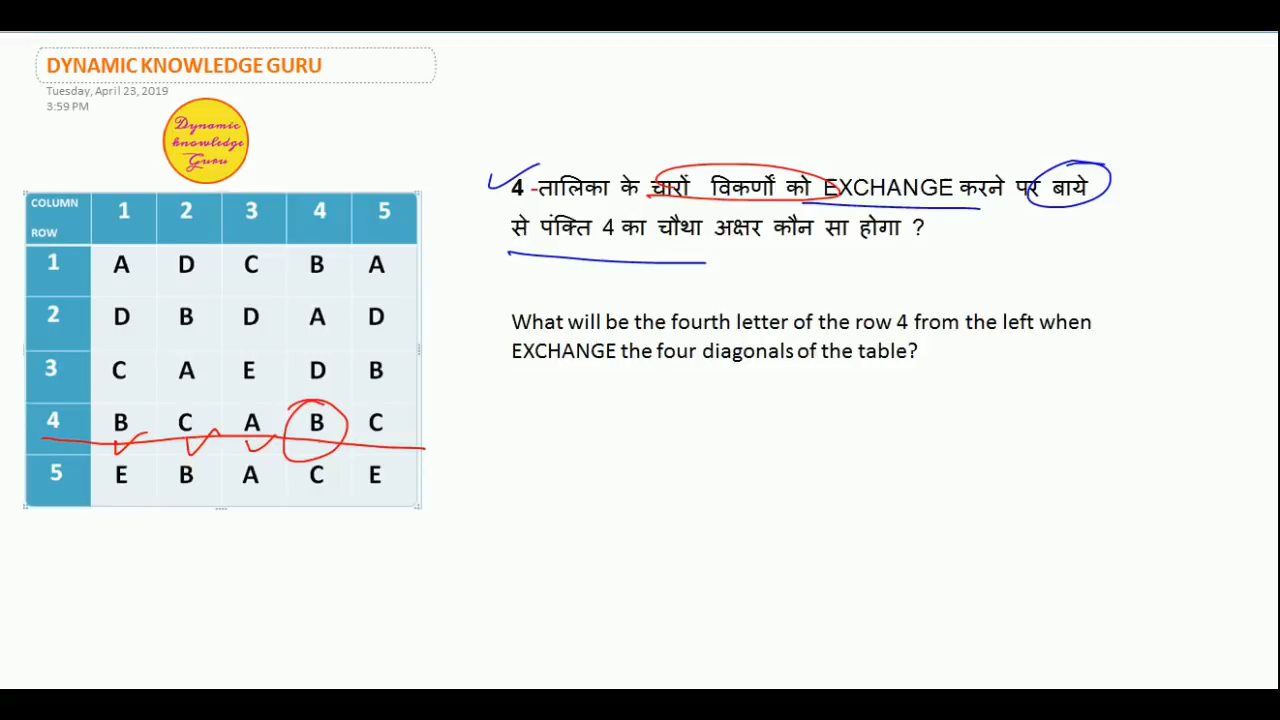 DYNAMIC KNOWLEDGE GURU
Tuesday, April 23, 2019
3:59 PM
Dynamic
knowledge
Guru
COLUMN ROW 1 2 3 4 5
1 A D C B A
2 D B D A D
3 C A E D B
4 B C A B C
5 E B A C E
4 -तालिका के चारों विकर्णों को EXCHANGE करने पर बाये
से पंक्ति 4 का चौथा अक्षर कौन सा होगा ?
What will be the fourth letter of the row 4 from the left when
EXCHANGE the four diagonals of the table?